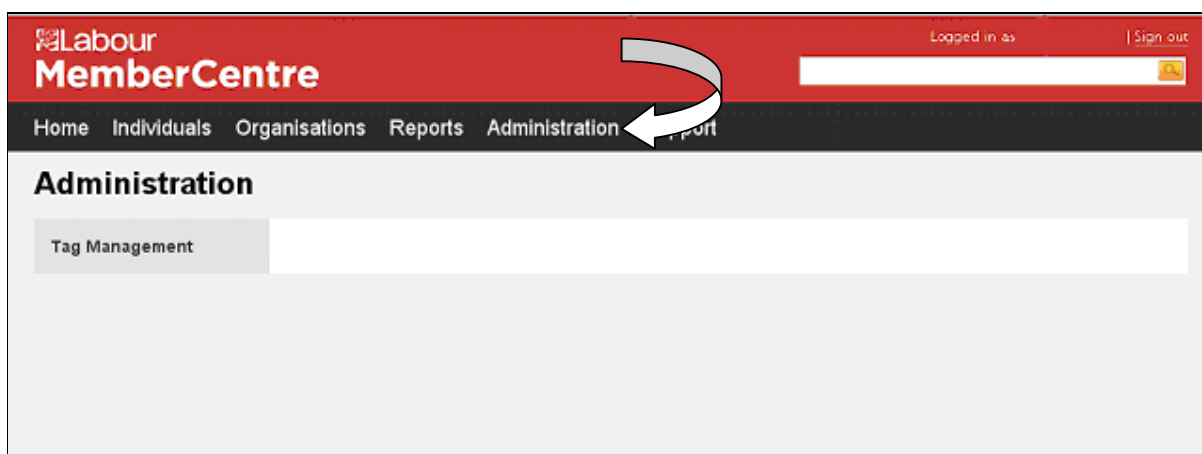 Labour
MemberCentre
Logged in as | Sign out
Home Individuals Organisations Reports Administration
Administration
Tag Management